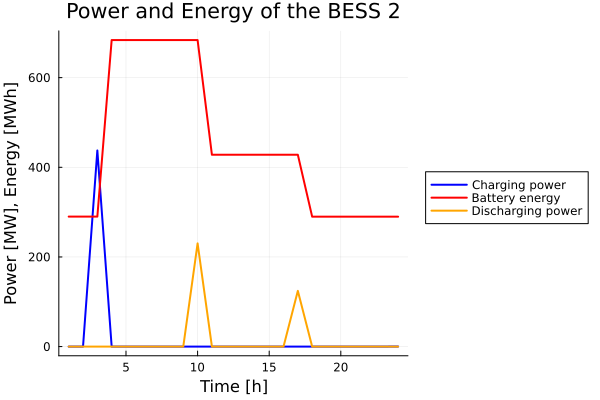 Power and Energy of the BESS 2
Power [MW], Energy [MWh]
600
400
200
0
5
10
15
20
Time [h]
Charging power
Battery energy
Discharging power